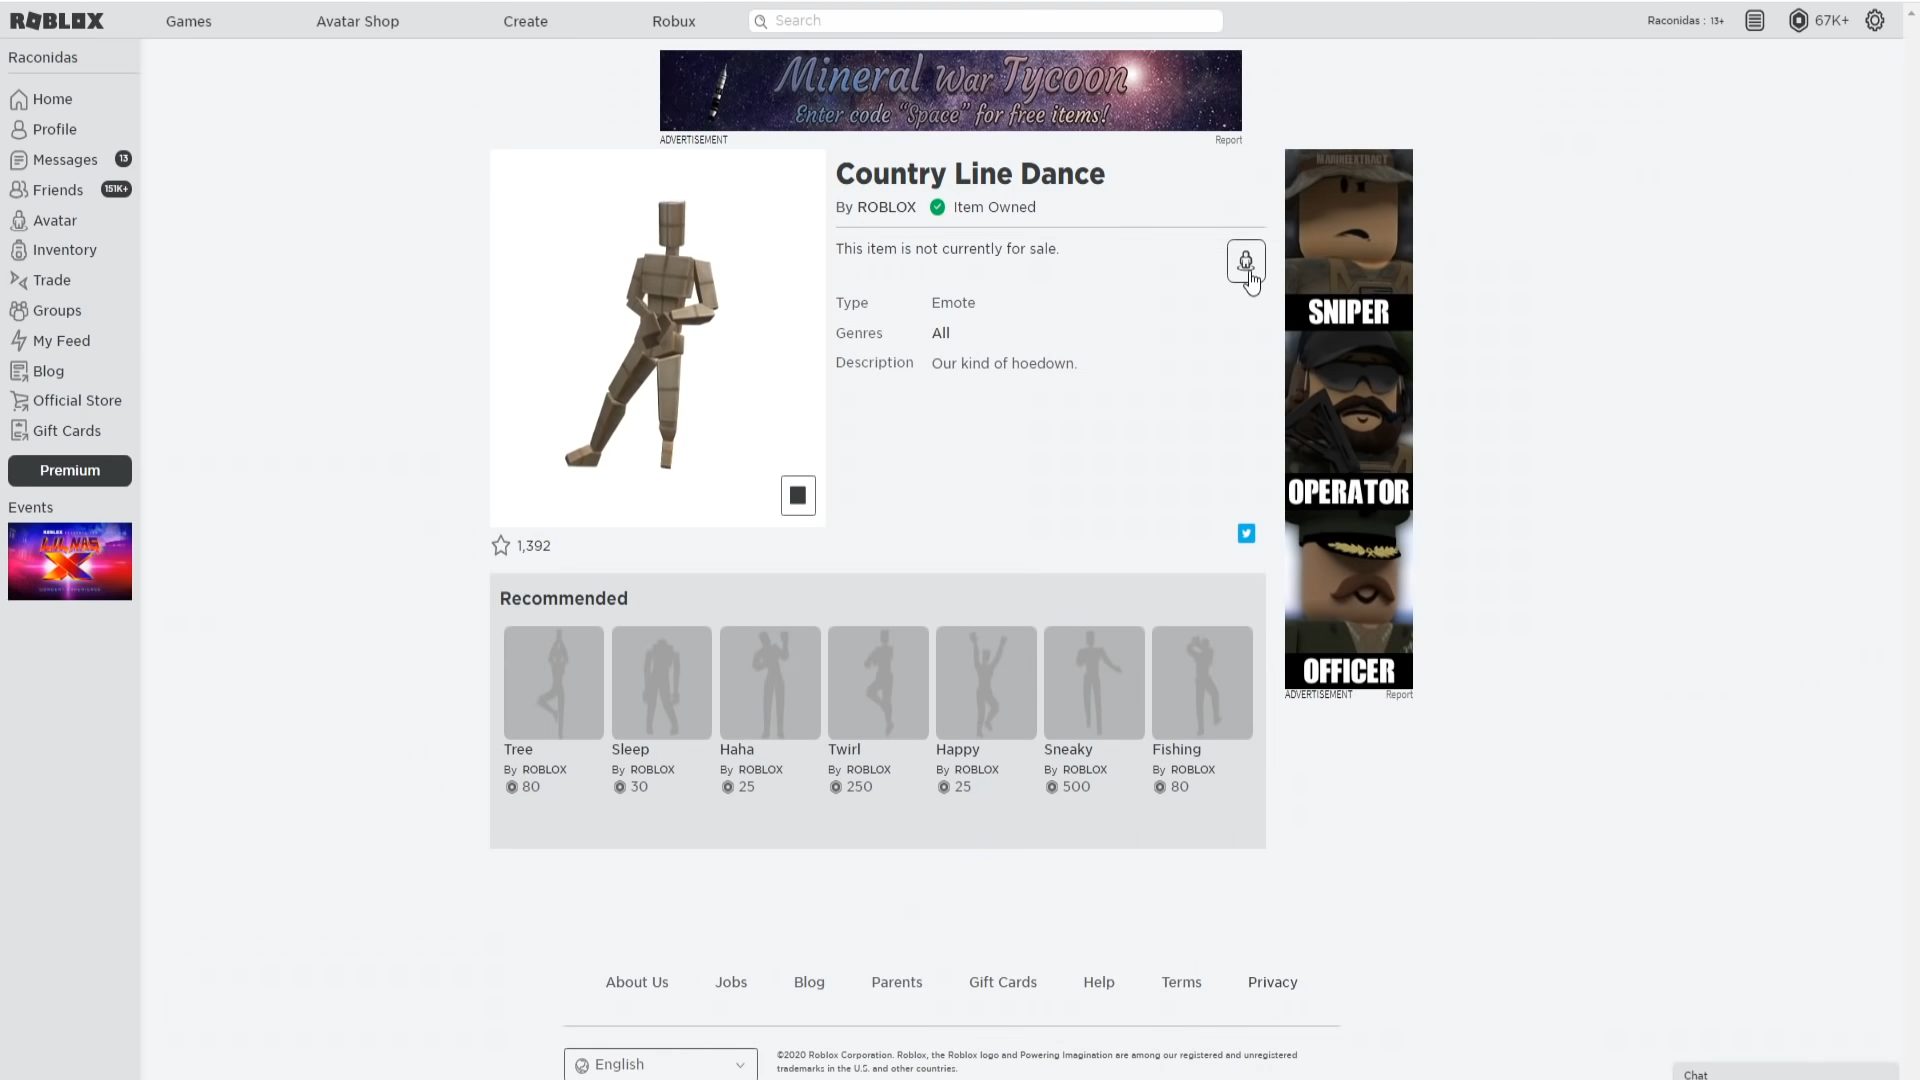 ROBLOX
Games
Avatar Shop
Create
Robux
Search
Raconidas : 13+
67K+
Raconidas
Home
Profile
Messages
13
Friends
151K+
Avatar
Inventory
Trade
Groups
My Feed
Blog
Official Store
Gift Cards
Premium
Events
LIL NAS
X
Mineral War Tycoon
Enter code "Space" for free items!
ADVERTISEMENT
Report
Country Line Dance
By ROBLOX
Item Owned
This item is not currently for sale.
Type
Emote
Genres
All
Description
Our kind of hoedown.
1,392
MARINEEXTRACT
SNIPER
OPERATOR
OFFICER
ADVERTISEMENT
Report
Recommended
Tree
By ROBLOX
80
Sleep
By ROBLOX
30
Haha
By ROBLOX
25
Twirl
By ROBLOX
250
Happy
By ROBLOX
25
Sneaky
By ROBLOX
500
Fishing
By ROBLOX
80
About Us
Jobs
Blog
Parents
Gift Cards
Help
Terms
Privacy
English
©2020 Roblox Corporation. Roblox, the Roblox logo and Powering Imagination are among our registered and unregistered
trademarks in the U.S. and other countries.
Chat